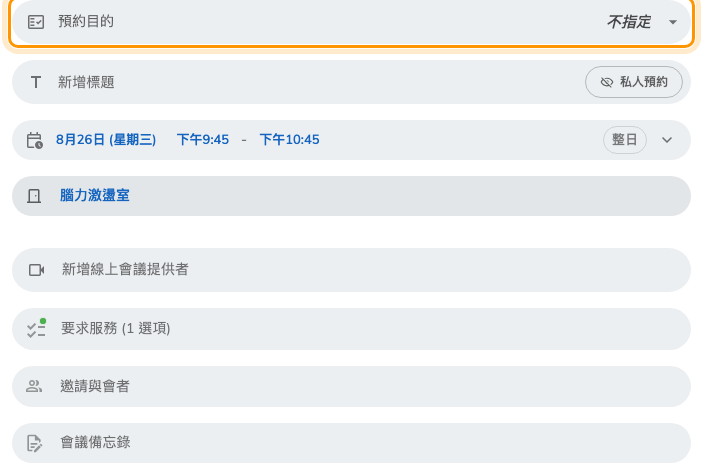 預約目的 不指定
新增標題 私人預約
8月26日 (星期三) 下午9:45 - 下午10:45 整日
腦力激盪室
新增線上會議提供者
要求服務 (1 選項)
邀請與會者
會議備忘錄